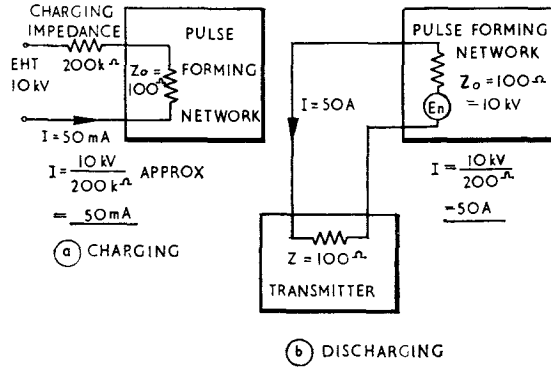 CHARGING
IMPEDANCE
200kΩ
EHT
10kV
I=50mA
Zo=
100Ω
PULSE
FORMING
NETWORK
I=10kV/200kΩ APPROX
=50mA
a CHARGING
PULSE FORMING
NETWORK
Zo=100Ω
En =10kV
I=50A
I=10kV/200Ω
=50A
Z=100Ω
TRANSMITTER
b DISCHARGING